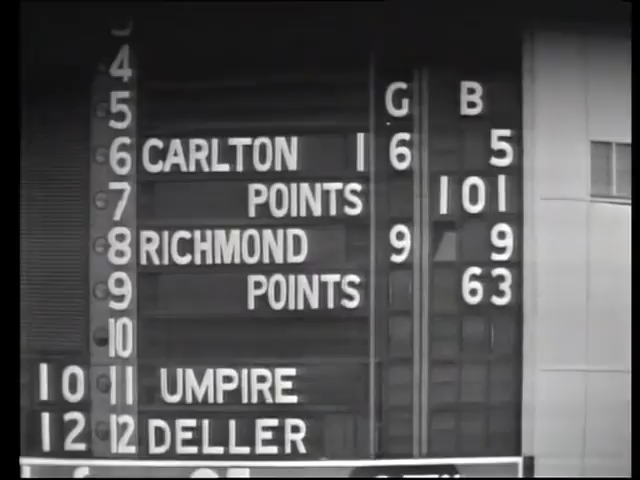 4
5 G B
6 CARLTON 16 5
7 POINTS 101
8 RICHMOND 9 9
9 POINTS 63
10
10 11 UMPIRE
12 12 DELLER